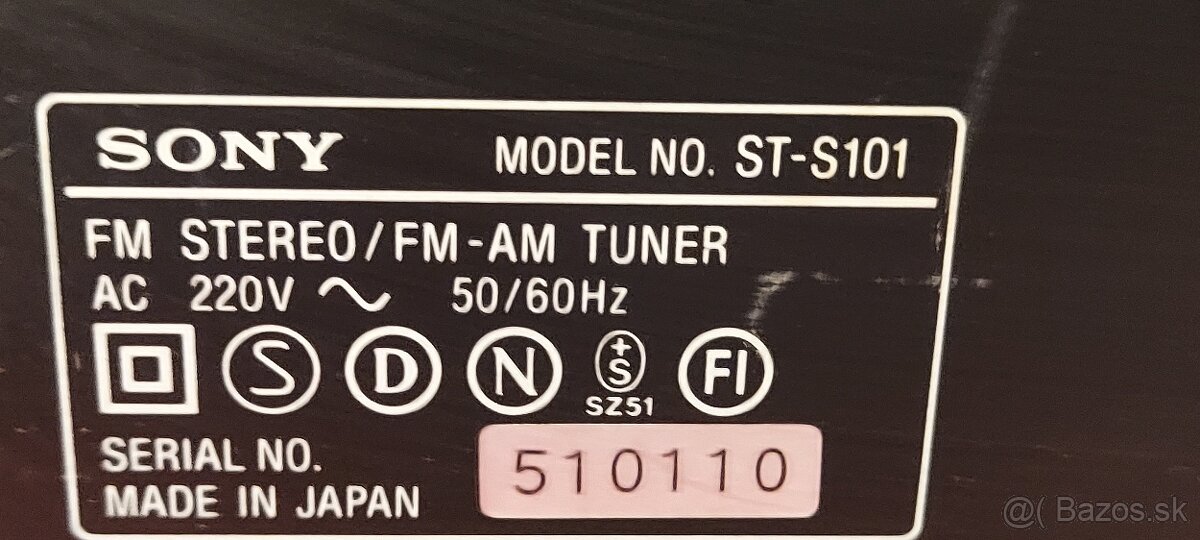 SONY MODEL NO. ST-S101
FM STEREO/FM-AM TUNER
AC 220V ~ 50/60Hz
S D N +S FI
SZ51
SERIAL NO. 510110
MADE IN JAPAN
@( Bazos.sk